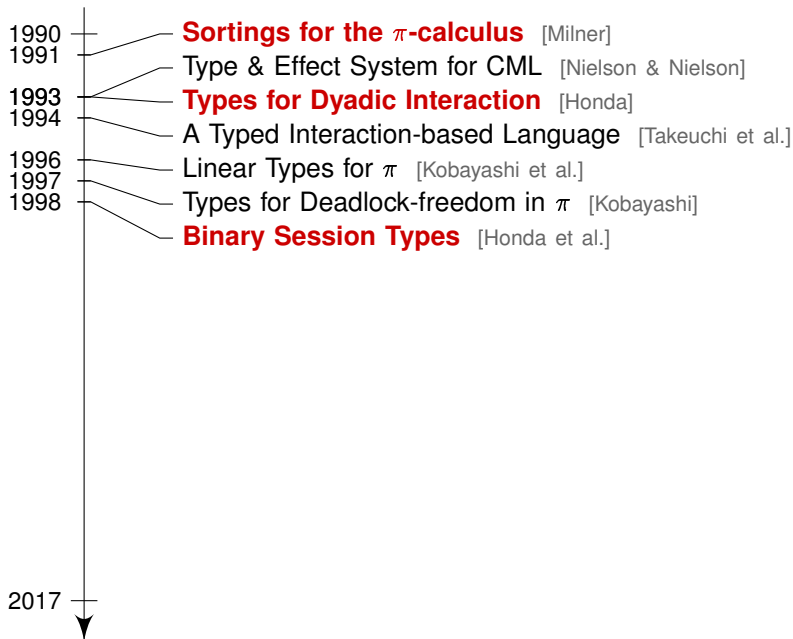 1990
Sortings for the π-calculus [Milner]
1991
Type & Effect System for CML [Nielson & Nielson]
1993
Types for Dyadic Interaction [Honda]
1994
A Typed Interaction-based Language [Takeuchi et al.]
1996
Linear Types for π [Kobayashi et al.]
1997
Types for Deadlock-freedom in π [Kobayashi]
1998
Binary Session Types [Honda et al.]
2017